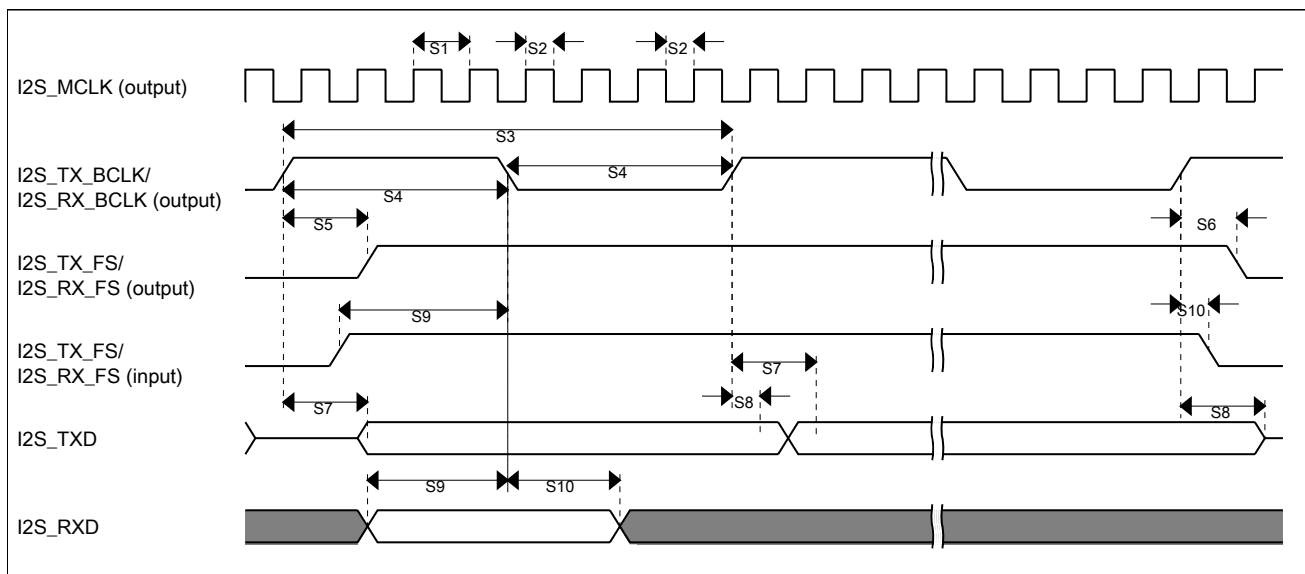 S1
S2
S2
I2S_MCLK (output)
S3
I2S_TX_BCLK/
I2S_RX_BCLK (output)
S4
S4
S5
S6
I2S_TX_FS/
I2S_RX_FS (output)
S9
S10
I2S_TX_FS/
I2S_RX_FS (input)
S7
S7
S8
S8
I2S_TXD
S9
S10
I2S_RXD